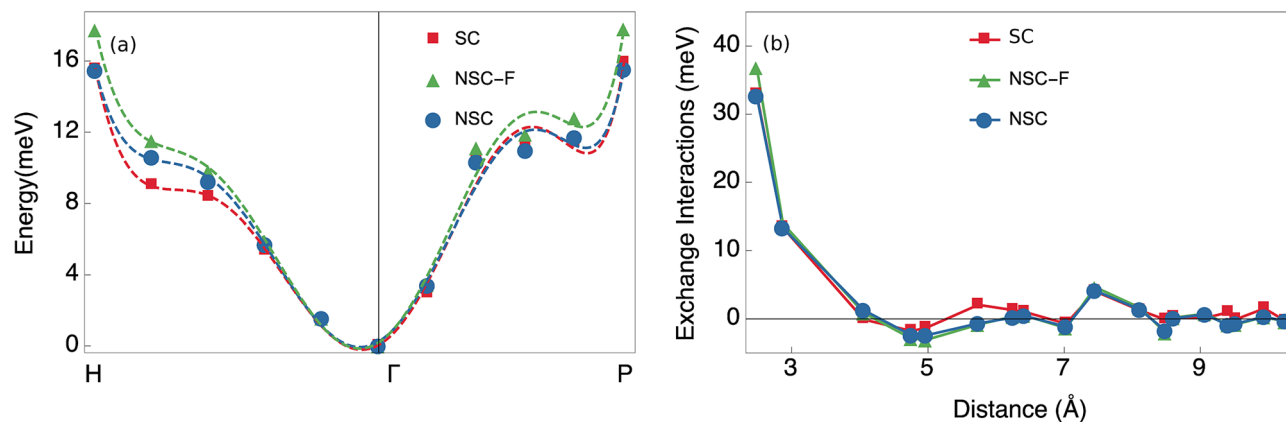 (a)
SC
NSC–F
NSC
Energy(meV)
16
12
8
4
0
H
Γ
P
(b)
SC
NSC–F
NSC
Exchange Interactions (meV)
40
30
20
10
0
3
5
7
9
Distance (Å)